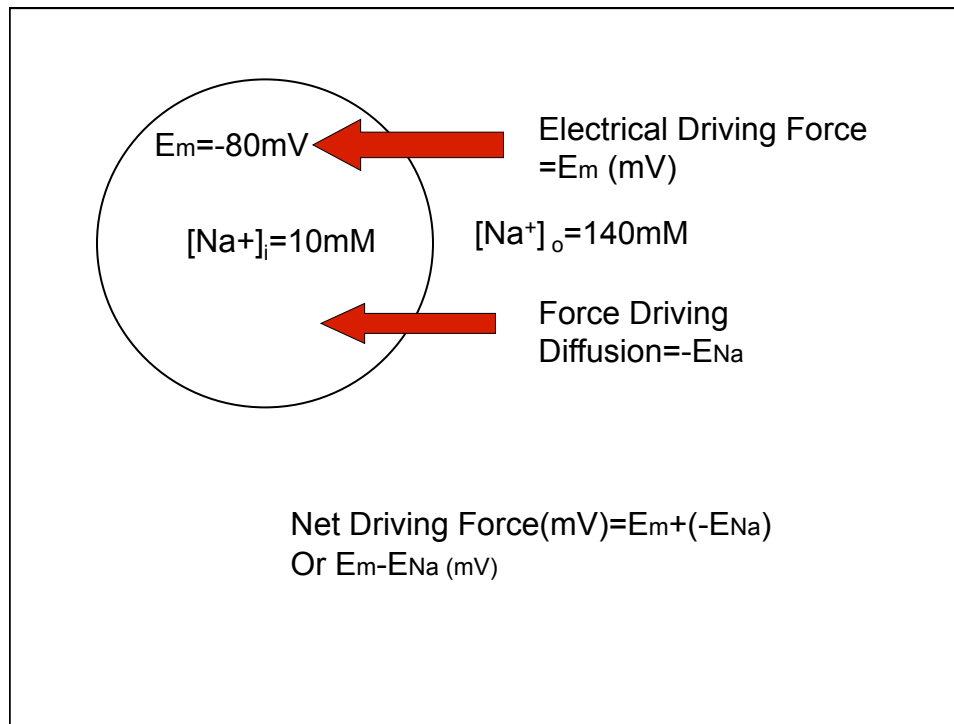 Em=-80mV
Electrical Driving Force
=Em (mV)
[Na+]i=10mM
[Na+] o=140mM
Force Driving
Diffusion=-ENa
Net Driving Force(mV)=Em+(-ENa)
Or Em-ENa (mV)